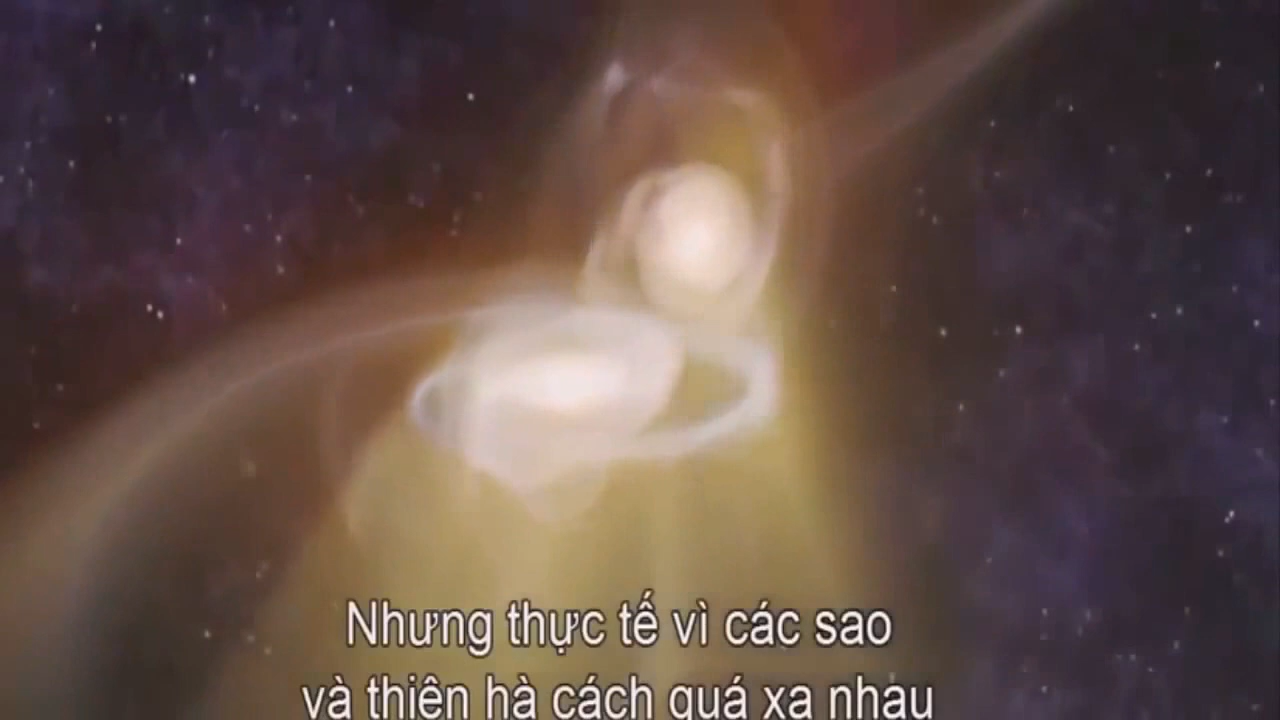 Nhưng thực tế vì các sao
và thiên hà cách quá xa nhau